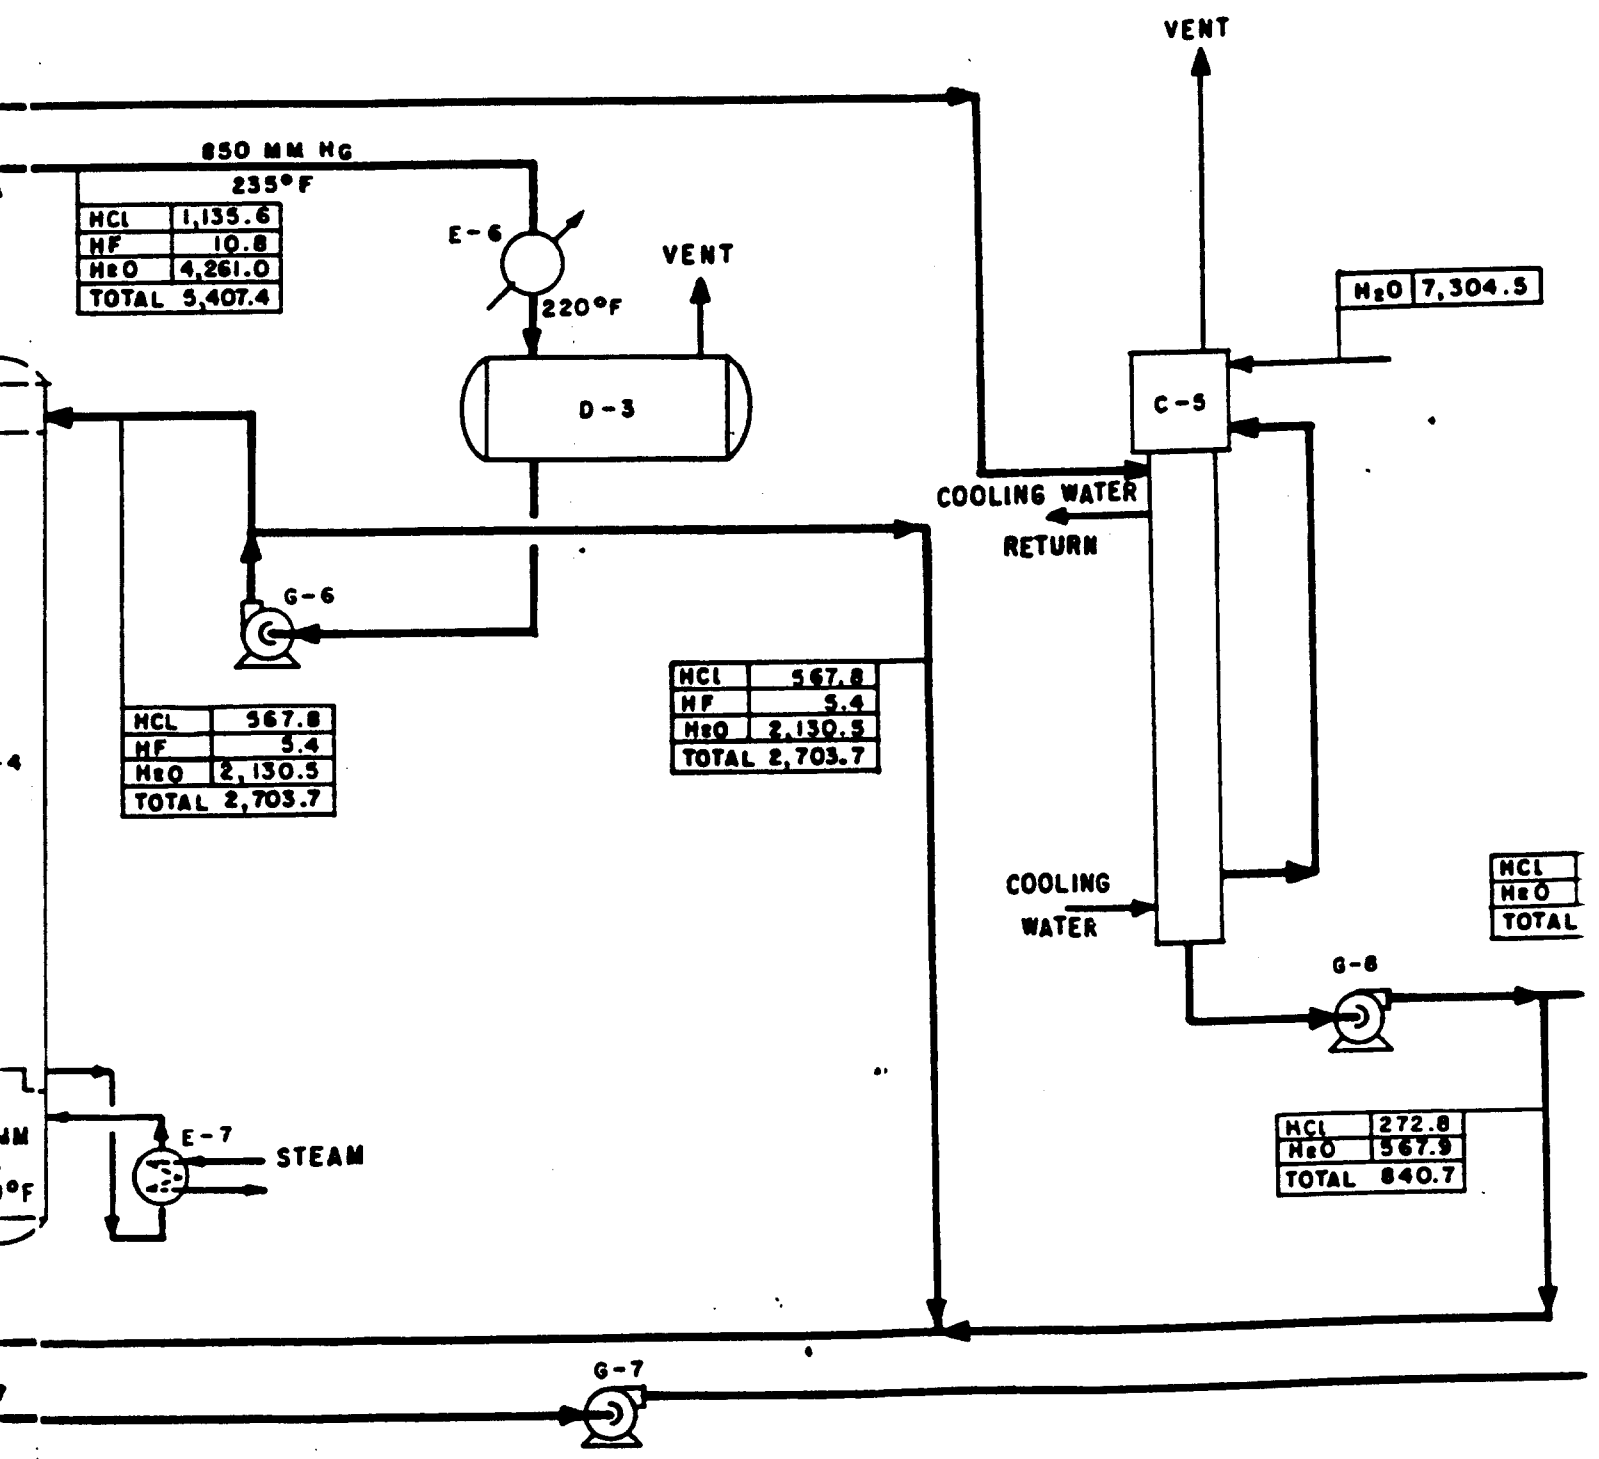 VENT
850 MM HG
235°F
HCl 1,135.6
HF 10.8
H2O 4,261.0
TOTAL 5,407.4
E-6
220°F
VENT
D-3
H2O 7,304.5
C-5
COOLING WATER
RETURN
G-6
HCl 567.8
HF 5.4
H2O 2,130.5
TOTAL 2,703.7
HCL 567.8
HF 5.4
H2O 2,130.5
TOTAL 2,703.7
-4
COOLING
WATER
HCl
H2O
TOTAL
G-8
HCl 272.8
H2O 567.9
TOTAL 840.7
MM
°F
E-7
STEAM
G-7